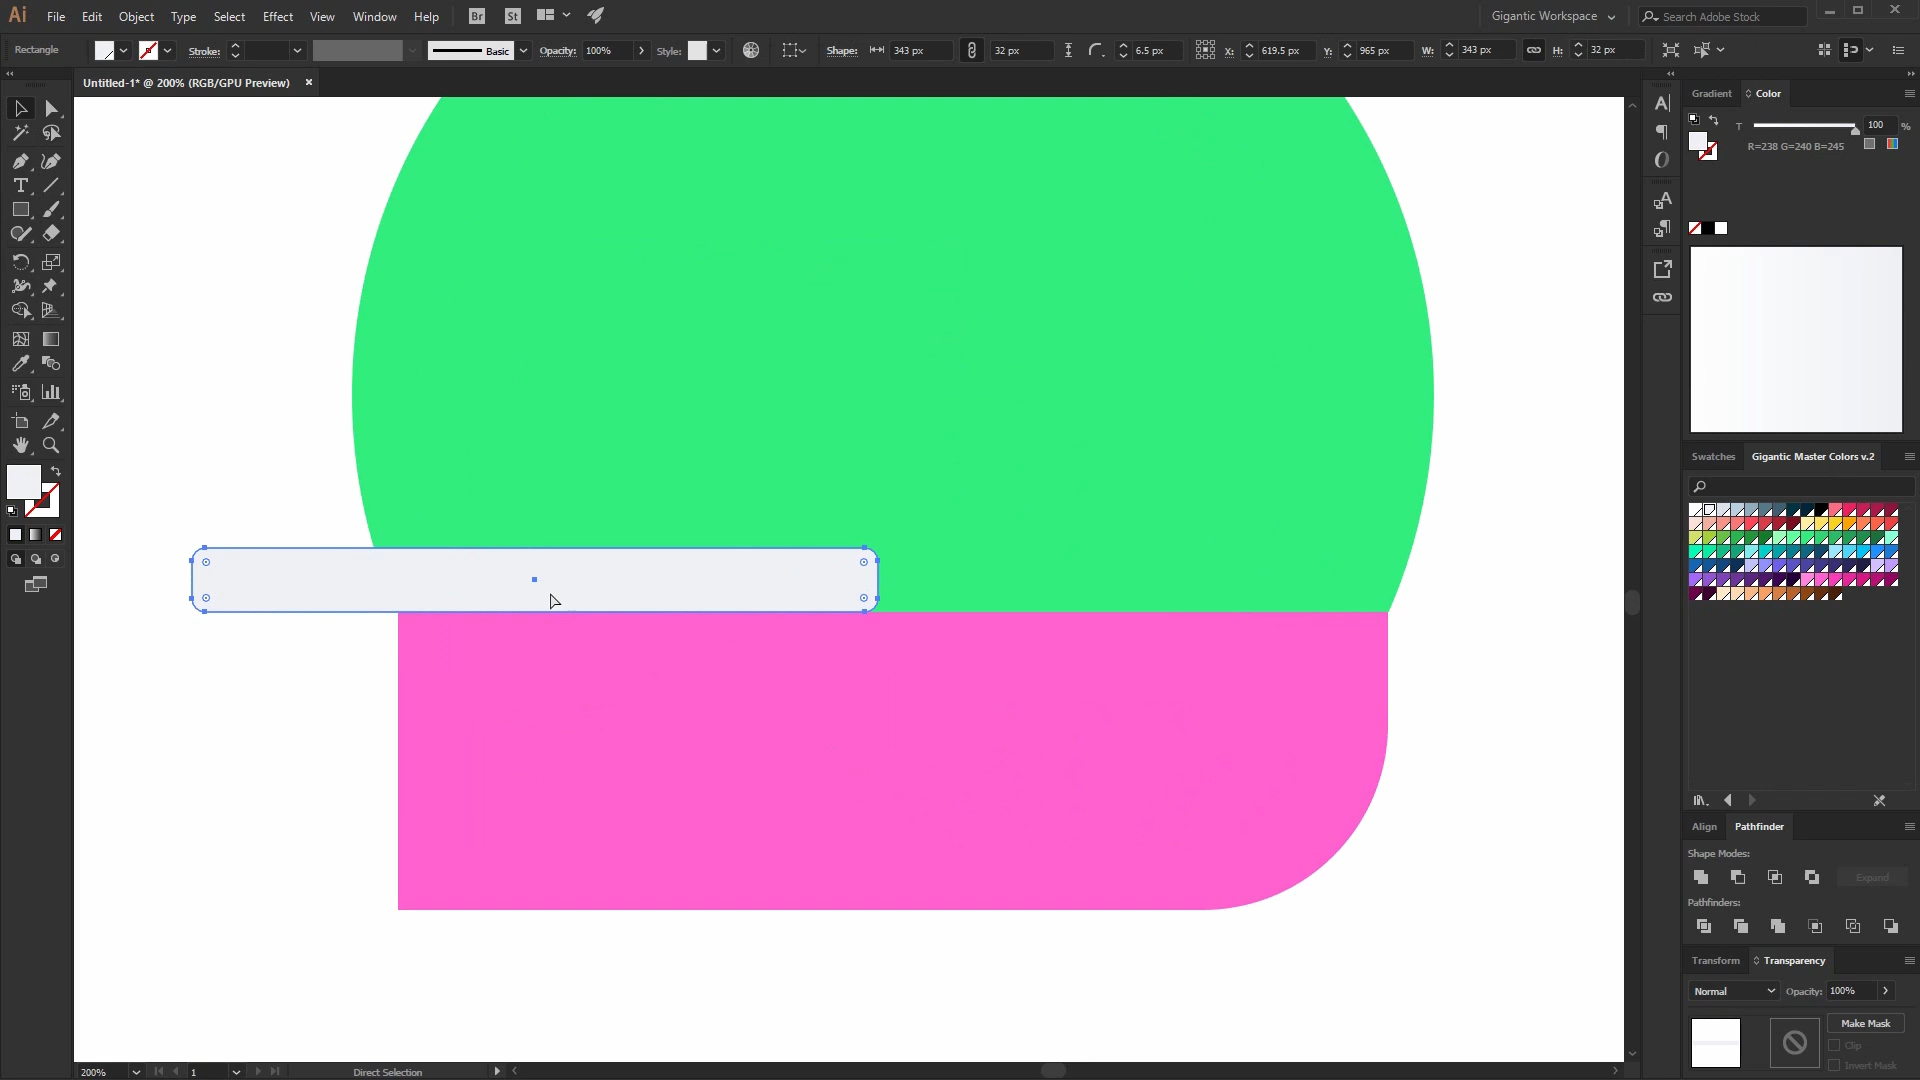 Ai File Edit Object Type Select Effect View Window Help Br St Gigantic Workspace Search Adobe Stock
Rectangle Stroke: Basic Opacity: 100% Style: Shape: 343 px 32 px 6.5 px X: 619.5 px Y: 965 px W: 343 px H: 32 px
Untitled-1* @ 200% (RGB/GPU Preview)
Gradient Color
T 100 %
R=238 G=240 B=245
Swatches Gigantic Master Colors v.2
Align Pathfinder
Shape Modes:
Expand
Pathfinders:
Transform Transparency
Normal Opacity: 100%
Make Mask
Clip
Invert Mask
200% 1 Direct Selection